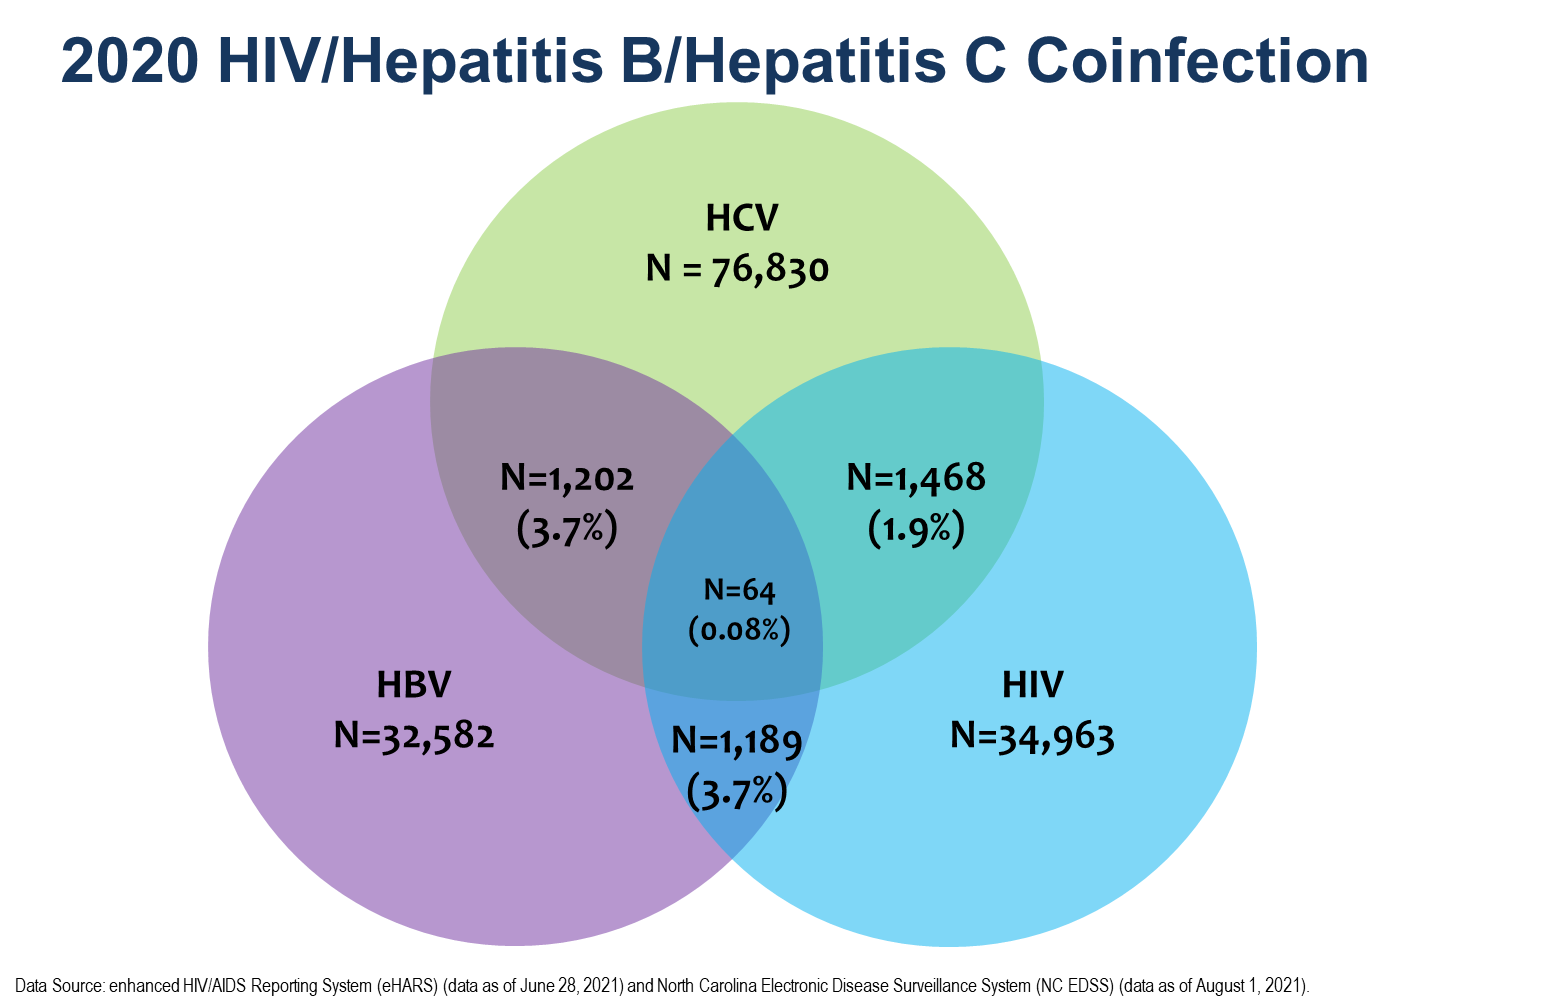 2020 HIV/Hepatitis B/Hepatitis C Coinfection
HCV
N = 76,830
N=1,202
(3.7%)
N=1,468
(1.9%)
N=64
(0.08%)
HBV
N=32,582
HIV
N=34,963
N=1,189
(3.7%)
Data Source: enhanced HIV/AIDS Reporting System (eHARS) (data as of June 28, 2021) and North Carolina Electronic Disease Surveillance System (NC EDSS) (data as of August 1, 2021).